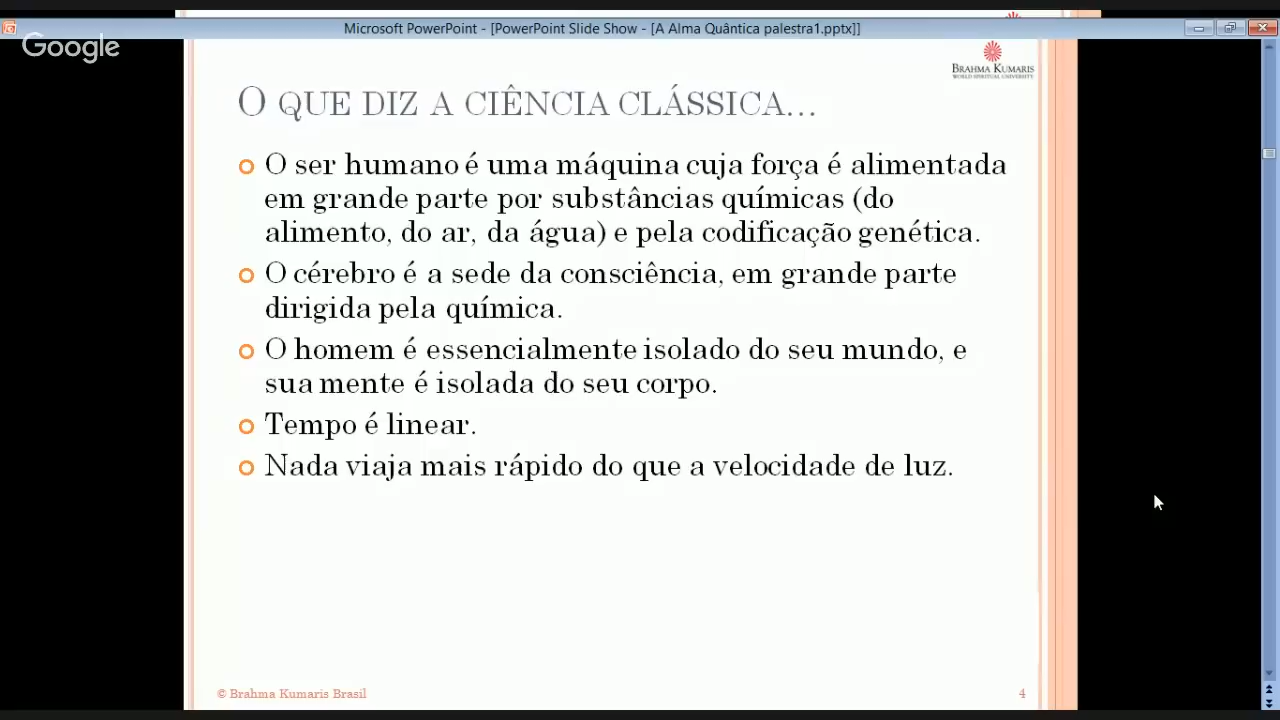 Microsoft PowerPoint - [PowerPoint Slide Show - [A Alma Quântica palestra1.pptx]]
Google
BRAHMA KUMARIS
WORLD SPIRITUAL UNIVERSITY
O QUE DIZ A CIÊNCIA CLÁSSICA...
O ser humano é uma máquina cuja força é alimentada
em grande parte por substâncias químicas (do
alimento, do ar, da água) e pela codificação genética.
O cérebro é a sede da consciência, em grande parte
dirigida pela química.
O homem é essencialmente isolado do seu mundo, e
sua mente é isolada do seu corpo.
Tempo é linear.
Nada viaja mais rápido do que a velocidade de luz.
© Brahma Kumaris Brasil
4